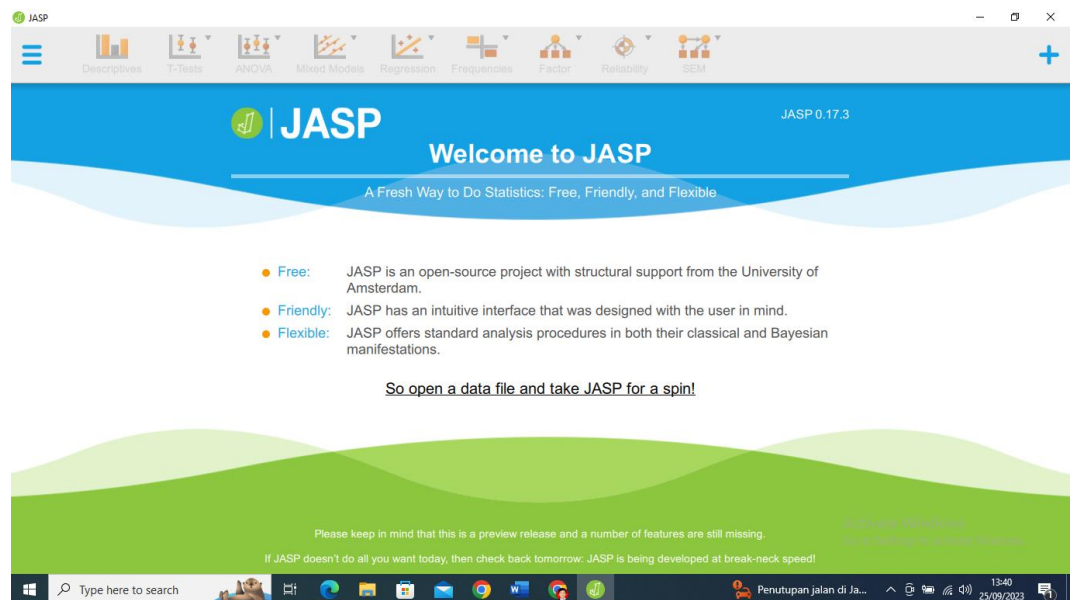 JASP
Descriptives
T-Tests
ANOVA
Mixed Models
Regression
Frequencies
Factor
Reliability
SEM
JASP
JASP 0.17.3
Welcome to JASP
A Fresh Way to Do Statistics: Free, Friendly, and Flexible
Free: JASP is an open-source project with structural support from the University of
Amsterdam.
Friendly: JASP has an intuitive interface that was designed with the user in mind.
Flexible: JASP offers standard analysis procedures in both their classical and Bayesian
manifestations.
So open a data file and take JASP for a spin!
Please keep in mind that this is a preview release and a number of features are still missing.
If JASP doesn't do all you want today, then check back tomorrow: JASP is being developed at break-neck speed!
Type here to search
Penutupan jalan di Ja...
13:40
25/09/2023